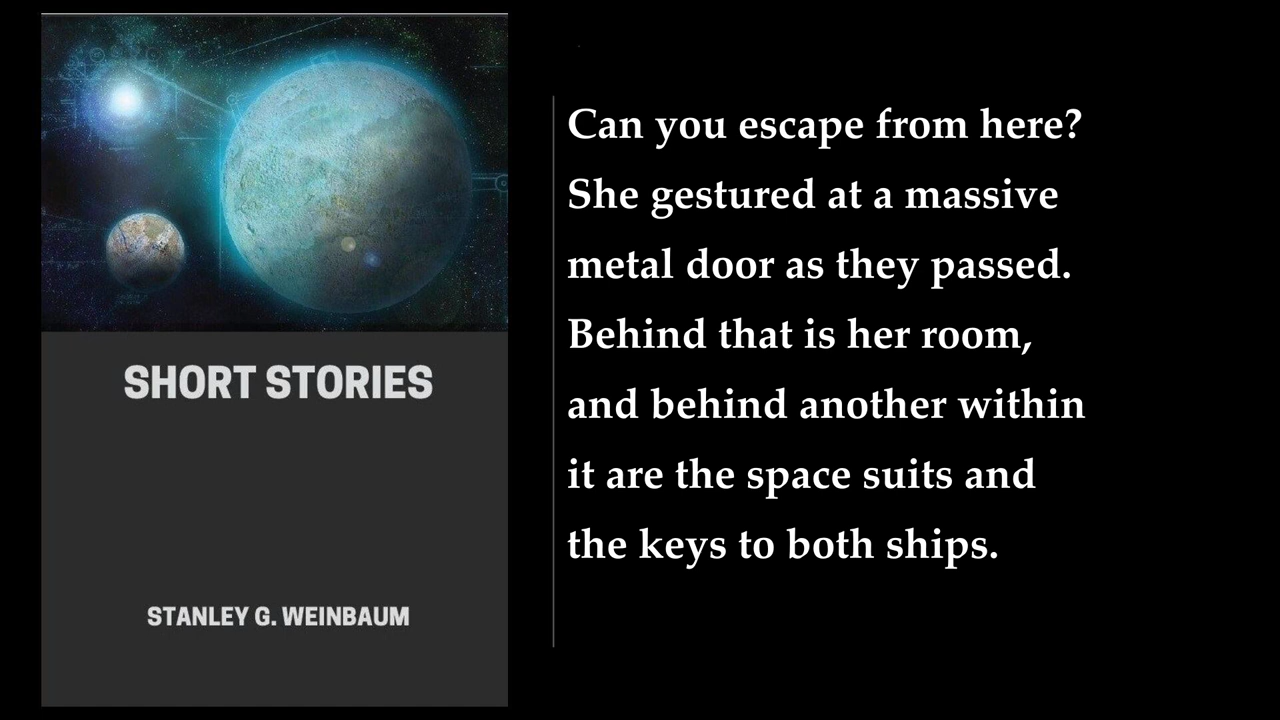 SHORT STORIES
STANLEY G. WEINBAUM
Can you escape from here?
She gestured at a massive
metal door as they passed.
Behind that is her room,
and behind another within
it are the space suits and
the keys to both ships.